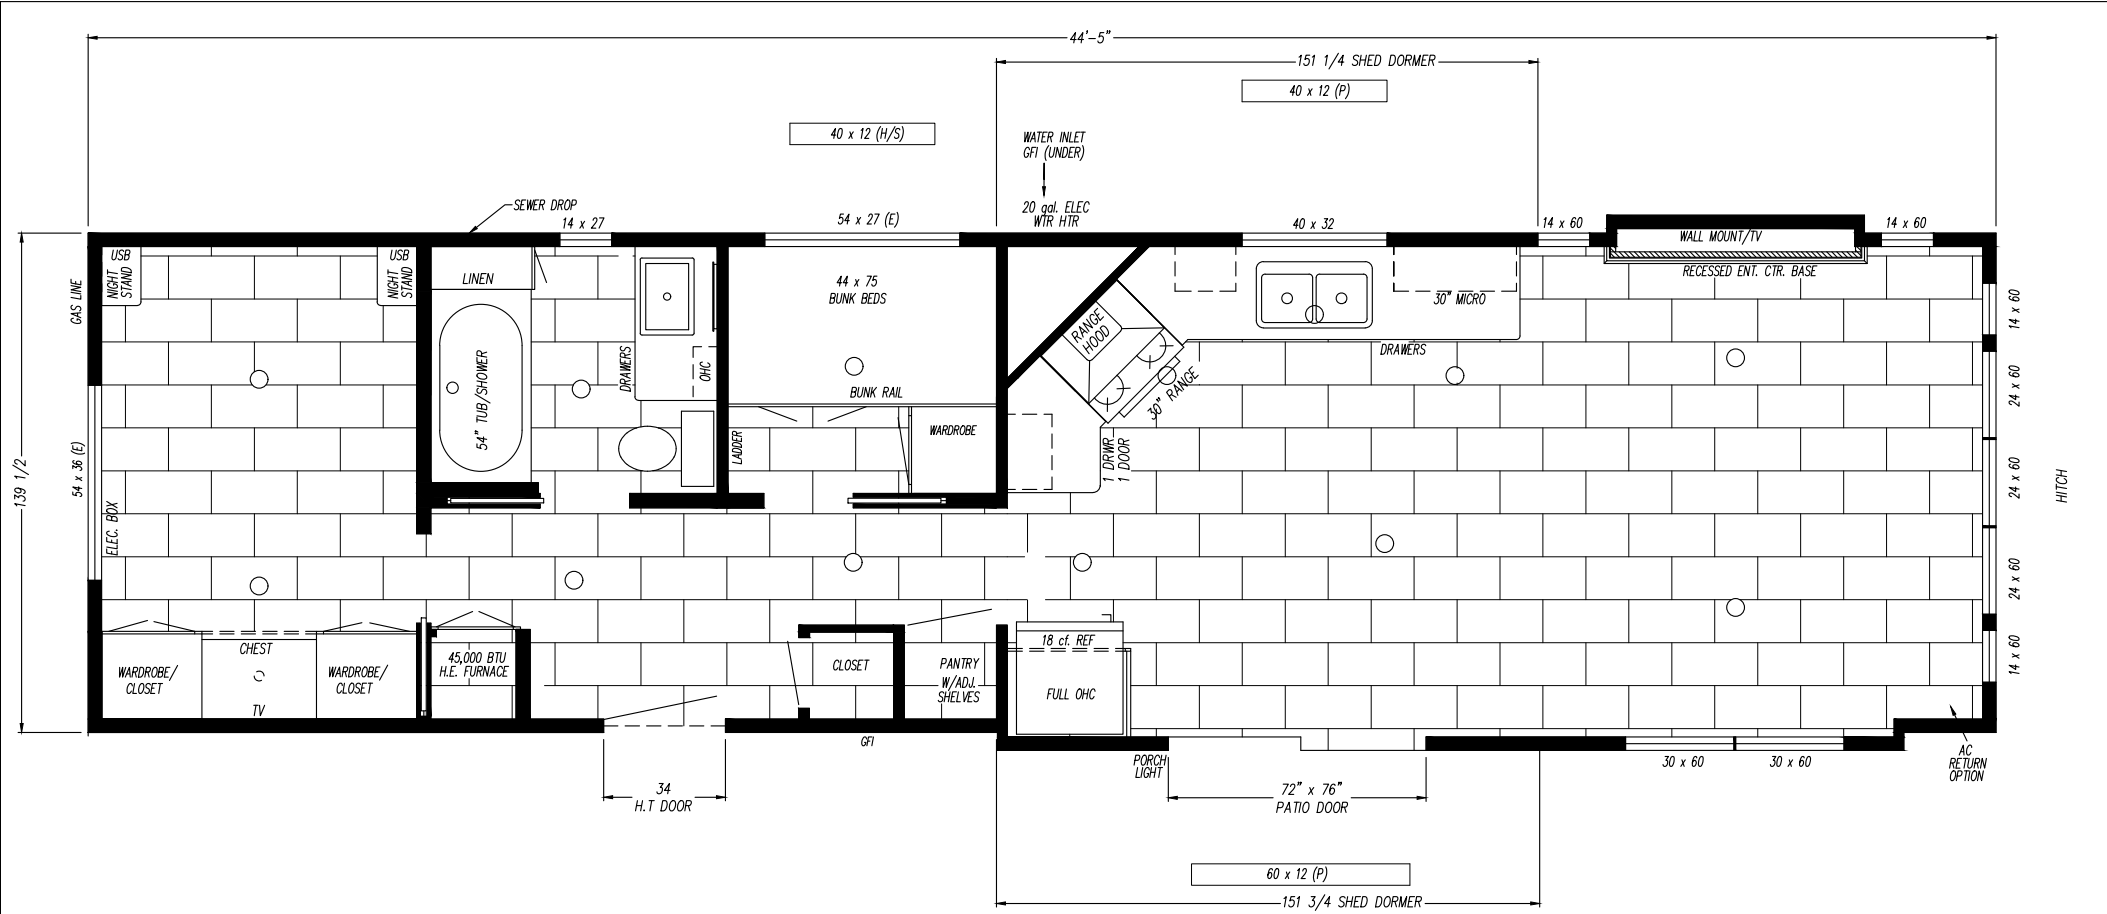 44'-5"
151 1/4 SHED DORMER
40 x 12 (P)
40 x 12 (H/S)
WATER INLET
GFI (UNDER)
20 gal. ELEC
WTR HTR
SEWER DROP
14 x 27
54 x 27 (E)
40 x 32
14 x 60
WALL MOUNT/TV
14 x 60
RECESSED ENT. CTR. BASE
GAS LINE
USB
NIGHT
STAND
USB
NIGHT
STAND
LINEN
44 x 75
BUNK BEDS
30" MICRO
DRAWERS
RANGE
HOOD
30" RANGE
14 x 60
54" TUB/SHOWER
DRAWERS
OHC
BUNK RAIL
LADDER
WARDROBE
1 DRWR
1 DOOR
24 x 60
24 x 60
24 x 60
14 x 60
HITCH
139 1/2
54 x 36 (E)
ELEC. BOX
WARDROBE/
CLOSET
CHEST
TV
WARDROBE/
CLOSET
45,000 BTU
H.E. FURNACE
CLOSET
PANTRY
W/ADJ.
SHELVES
18 cf. REF
FULL OHC
GFI
PORCH
LIGHT
30 x 60
30 x 60
AC
RETURN
OPTION
34
H.T DOOR
72" x 76"
PATIO DOOR
60 x 12 (P)
151 3/4 SHED DORMER